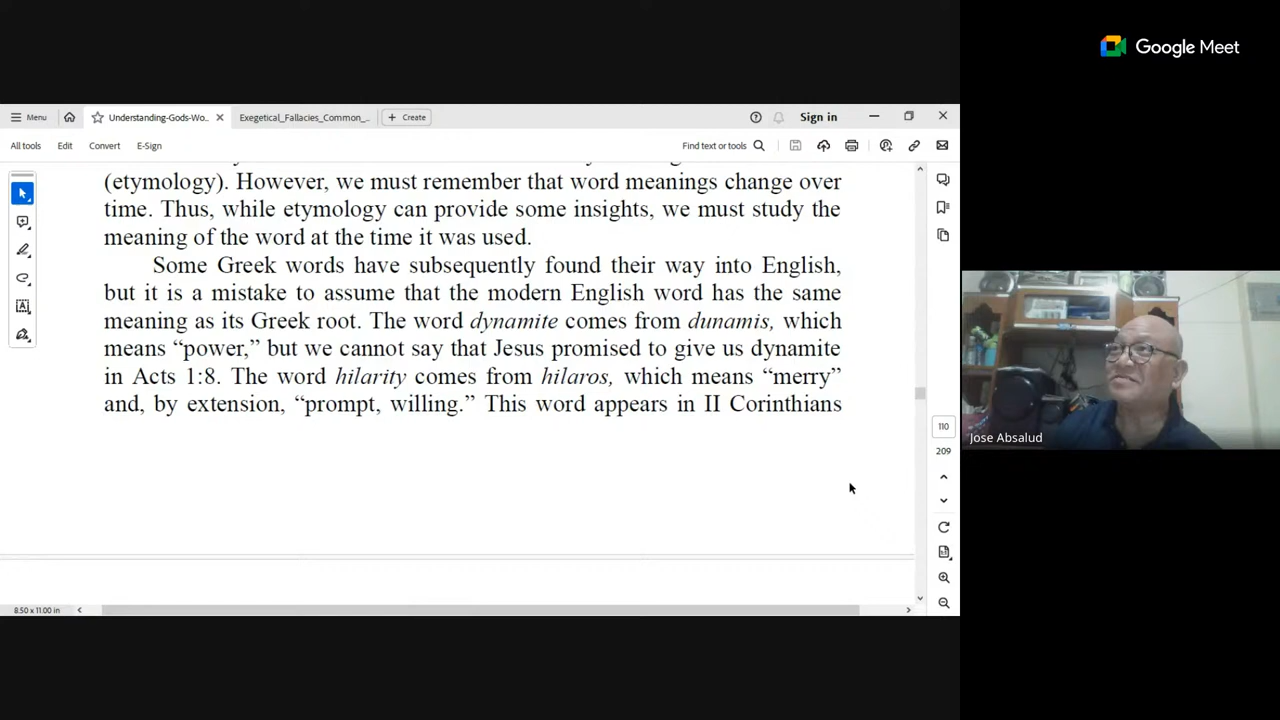 Google Meet
Menu
Understanding-Gods-Wo...
Exegetical_Fallacies_Common_...
Create
Sign in
All tools
Edit
Convert
E-Sign
Find text or tools
(etymology). However, we must remember that word meanings change over
time. Thus, while etymology can provide some insights, we must study the
meaning of the word at the time it was used.
Some Greek words have subsequently found their way into English,
but it is a mistake to assume that the modern English word has the same
meaning as its Greek root. The word dynamite comes from dunamis, which
means “power,” but we cannot say that Jesus promised to give us dynamite
in Acts 1:8. The word hilarity comes from hilaros, which means “merry”
and, by extension, “prompt, willing.” This word appears in II Corinthians
110
209
Jose Absalud
8.50 x 11.00 in